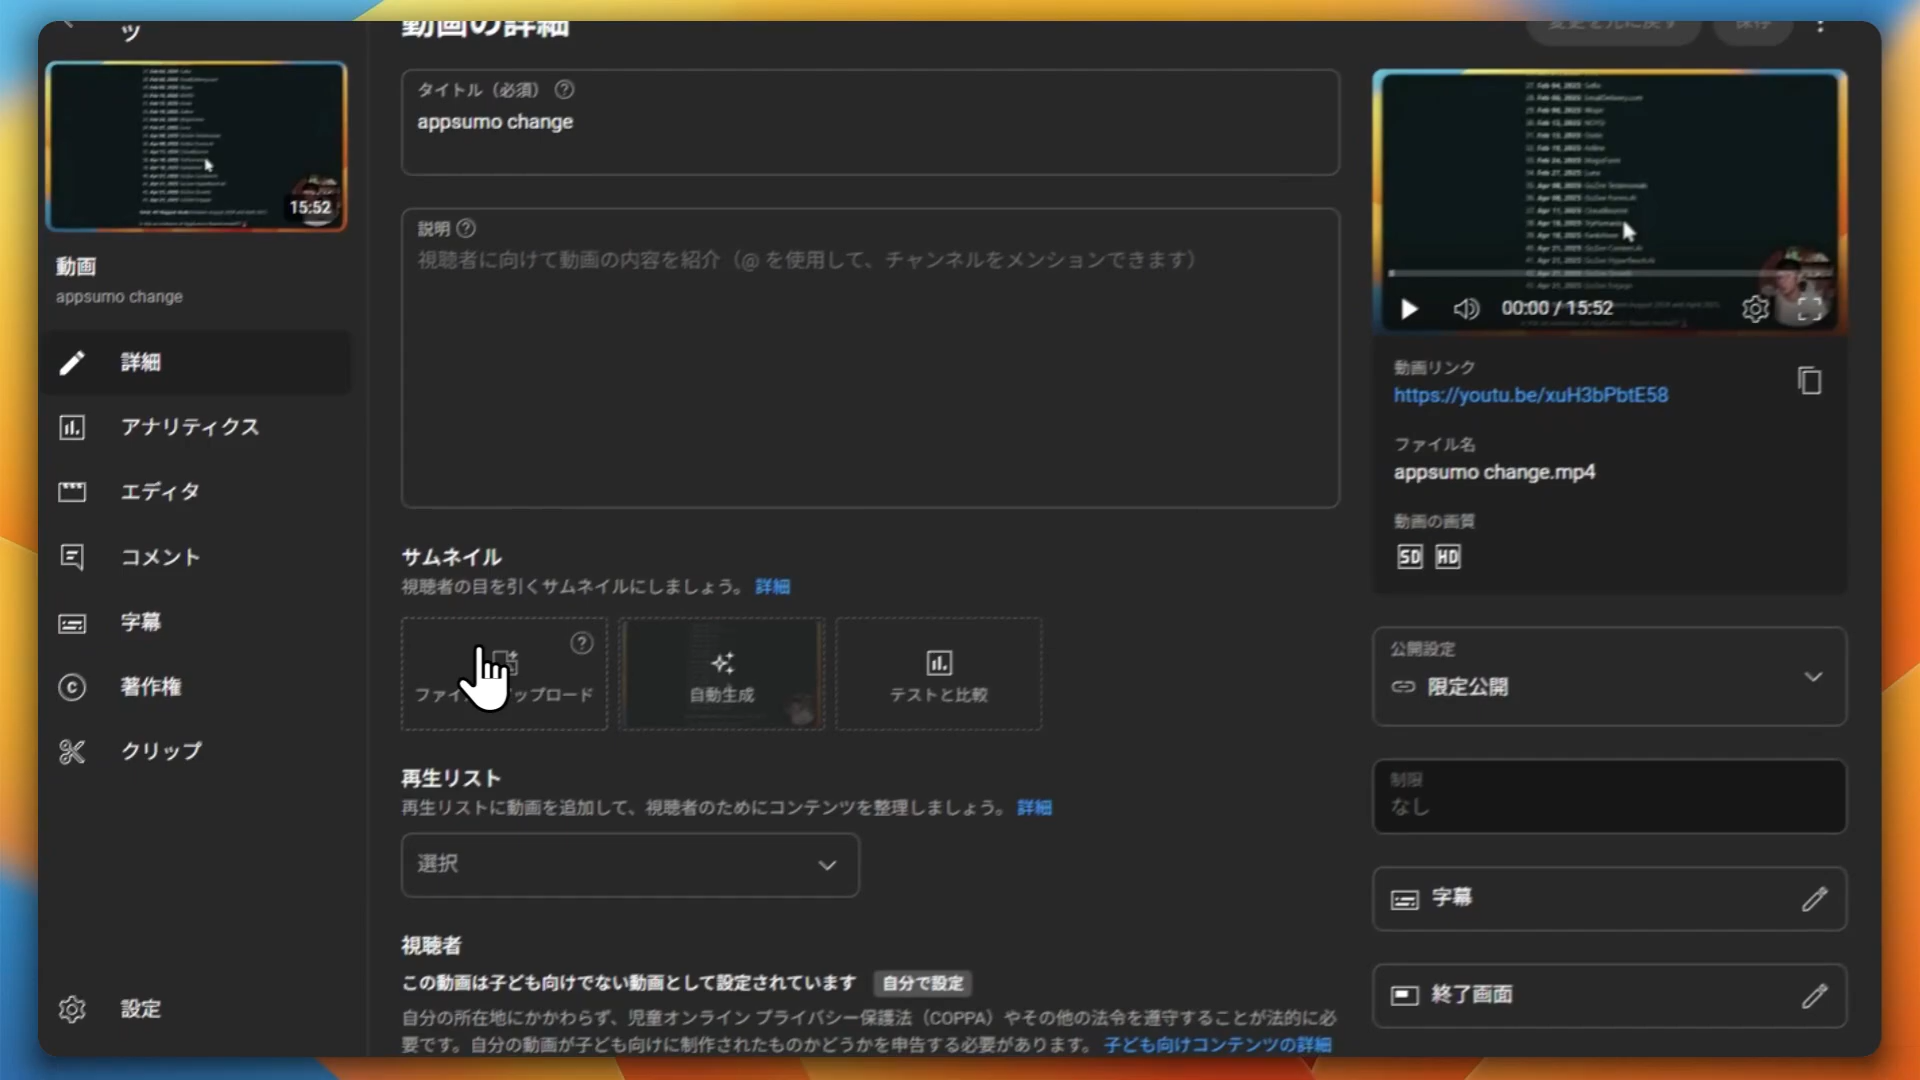 ツ
15:52
動画
appsumo change
詳細
アナリティクス
エディタ
コメント
字幕
著作権
クリップ
設定
動画の詳細
変更を元に戻す
保存
タイトル（必須）
appsumo change
説明
視聴者に向けて動画の内容を紹介（@ を使用して、チャンネルをメンションできます）
サムネイル
視聴者の目を引くサムネイルにしましょう。 詳細
自動生成
テストと比較
再生リスト
再生リストに動画を追加して、視聴者のためにコンテンツを整理しましょう。 詳細
選択
視聴者
この動画は子ども向けでない動画として設定されています 自分で設定
自分の所在地にかかわらず、児童オンライン プライバシー保護法（COPPA）やその他の法令を遵守することが法的に必
要です。自分の動画が子ども向けに制作されたものかどうかを申告する必要があります。 子ども向けコンテンツの詳細
00:00 / 15:52
動画リンク
https://youtu.be/xuH3bPbtE58
ファイル名
appsumo change.mp4
動画の画質
SD HD
公開設定
限定公開
制限
なし
字幕
終了画面